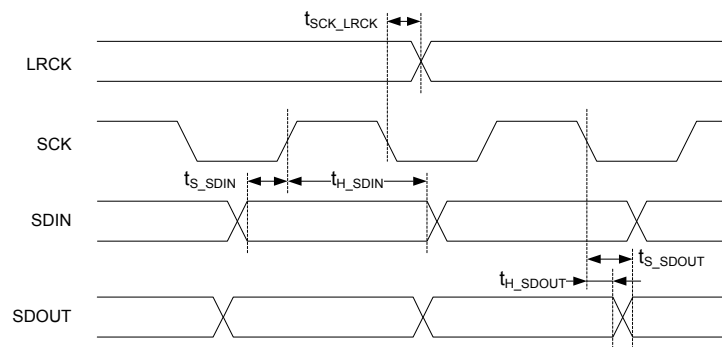 tSCK_LRCK
LRCK
SCK
tS_SDIN
tH_SDIN
SDIN
tS_SDOUT
tH_SDOUT
SDOUT